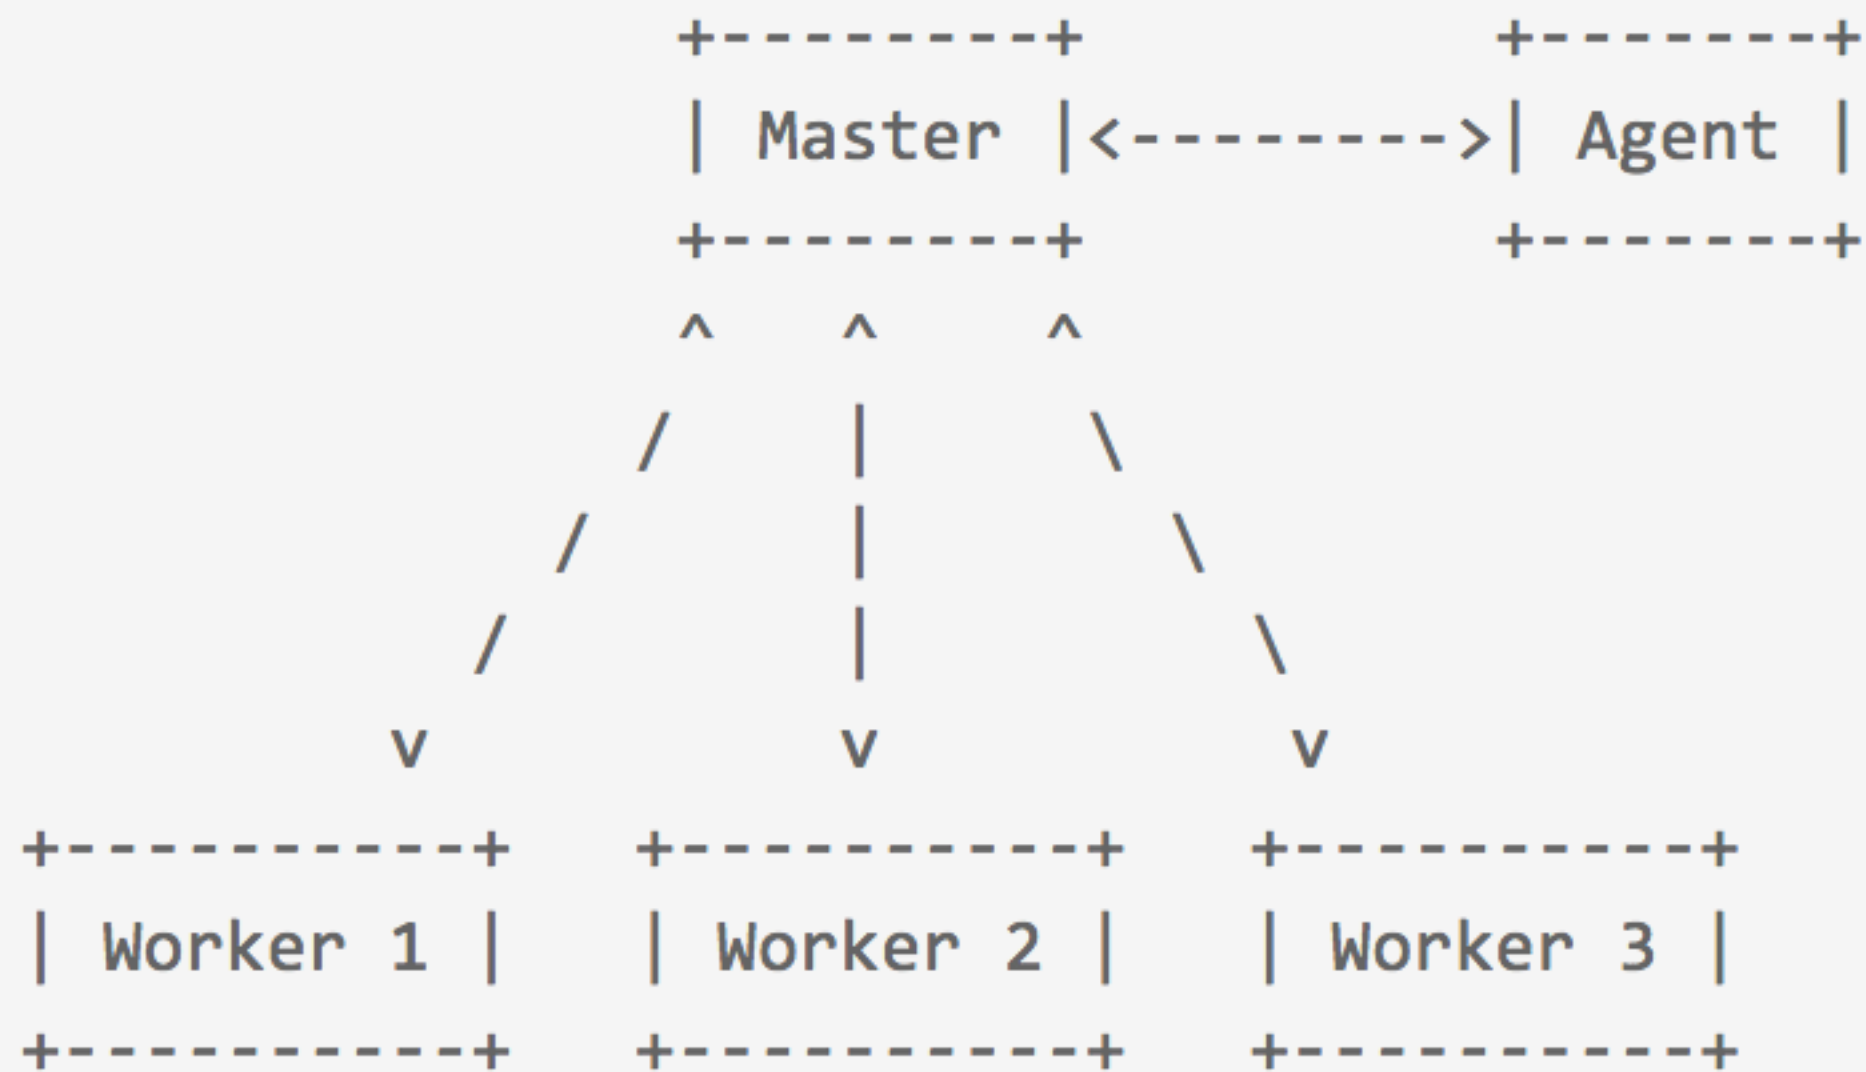 +---------+          +--------+
                | Master  |<-------->| Agent  |
                +---------+          +--------+
                ^   ^    ^
               /    |     \
             /      |       \
           /        |         \
         v          v          v
+-----------+   +-----------+   +-----------+
| Worker 1 |   | Worker 2 |   | Worker 3 |
+-----------+   +-----------+   +-----------+